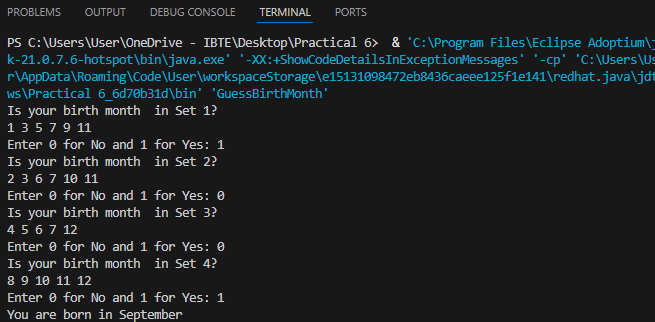 PROBLEMS OUTPUT DEBUG CONSOLE TERMINAL PORTS
PS C:\Users\User\OneDrive - IBTE\Desktop\Practical 6>  & 'C:\Program Files\Eclipse Adoptium\j
k-21.0.7.6-hotspot\bin\java.exe' '-XX:+ShowCodeDetailsInExceptionMessages' '-cp' 'C:\Users\Us
r\AppData\Roaming\Code\User\workspaceStorage\e15131098472eb8436caeee125f1e141\redhat.java\jdt
ws\Practical 6_6d70b31d\bin' 'GuessBirthMonth'
Is your birth month  in Set 1?
1 3 5 7 9 11
Enter 0 for No and 1 for Yes: 1
Is your birth month  in Set 2?
2 3 6 7 10 11
Enter 0 for No and 1 for Yes: 0
Is your birth month  in Set 3?
4 5 6 7 12
Enter 0 for No and 1 for Yes: 0
Is your birth month  in Set 4?
8 9 10 11 12
Enter 0 for No and 1 for Yes: 1
You are born in September